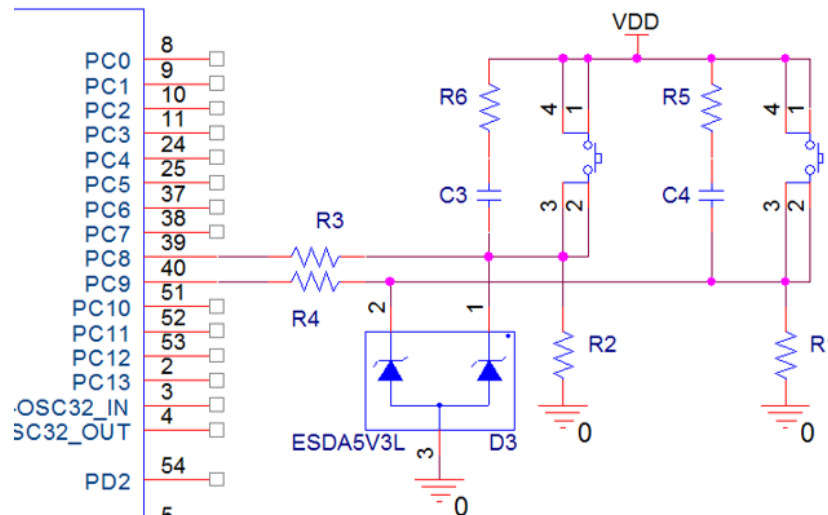 VDD
PC0 8
PC1 9
PC2 10
PC3 11
PC4 24
PC5 25
PC6 37
PC7 38
PC8 39
PC9 40
PC10 51
PC11 52
PC12 53
PC13 2
OSC32_IN 3
SC32_OUT 4
PD2 54
5
R6
4
1
R5
4
1
C3
3
2
C4
3
2
R3
R4
2
1
R2
R
ESDA5V3L
3
D3
0
0
0